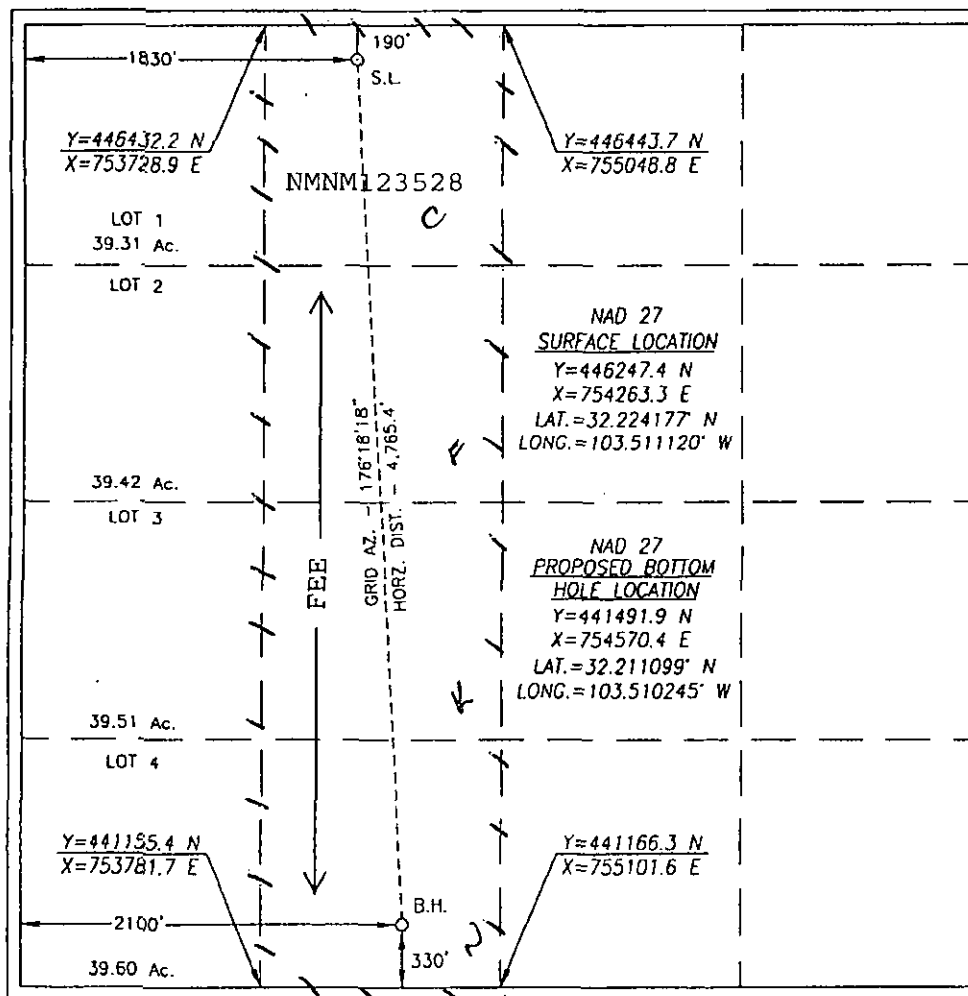 190'
1830'
S.L.
Y=446432.2 N
X=753728.9 E
Y=446443.7 N
X=755048.8 E
NMNM123528
C
LOT 1
39.31 Ac.
LOT 2
NAD 27
SURFACE LOCATION
Y=446247.4 N
X=754263.3 E
LAT.=32.224177° N
LONG.=103.511120° W
F
39.42 Ac.
LOT 3
FEE
GRID AZ. - 176°18'18"
HORZ. DIST. - 4,765.4'
NAD 27
PROPOSED BOTTOM
HOLE LOCATION
Y=441491.9 N
X=754570.4 E
LAT.=32.211099° N
LONG.=103.510245° W
K
39.51 Ac.
LOT 4
Y=441155.4 N
X=753781.7 E
Y=441166.3 N
X=755101.6 E
B.H.
2100'
N
330'
39.60 Ac.